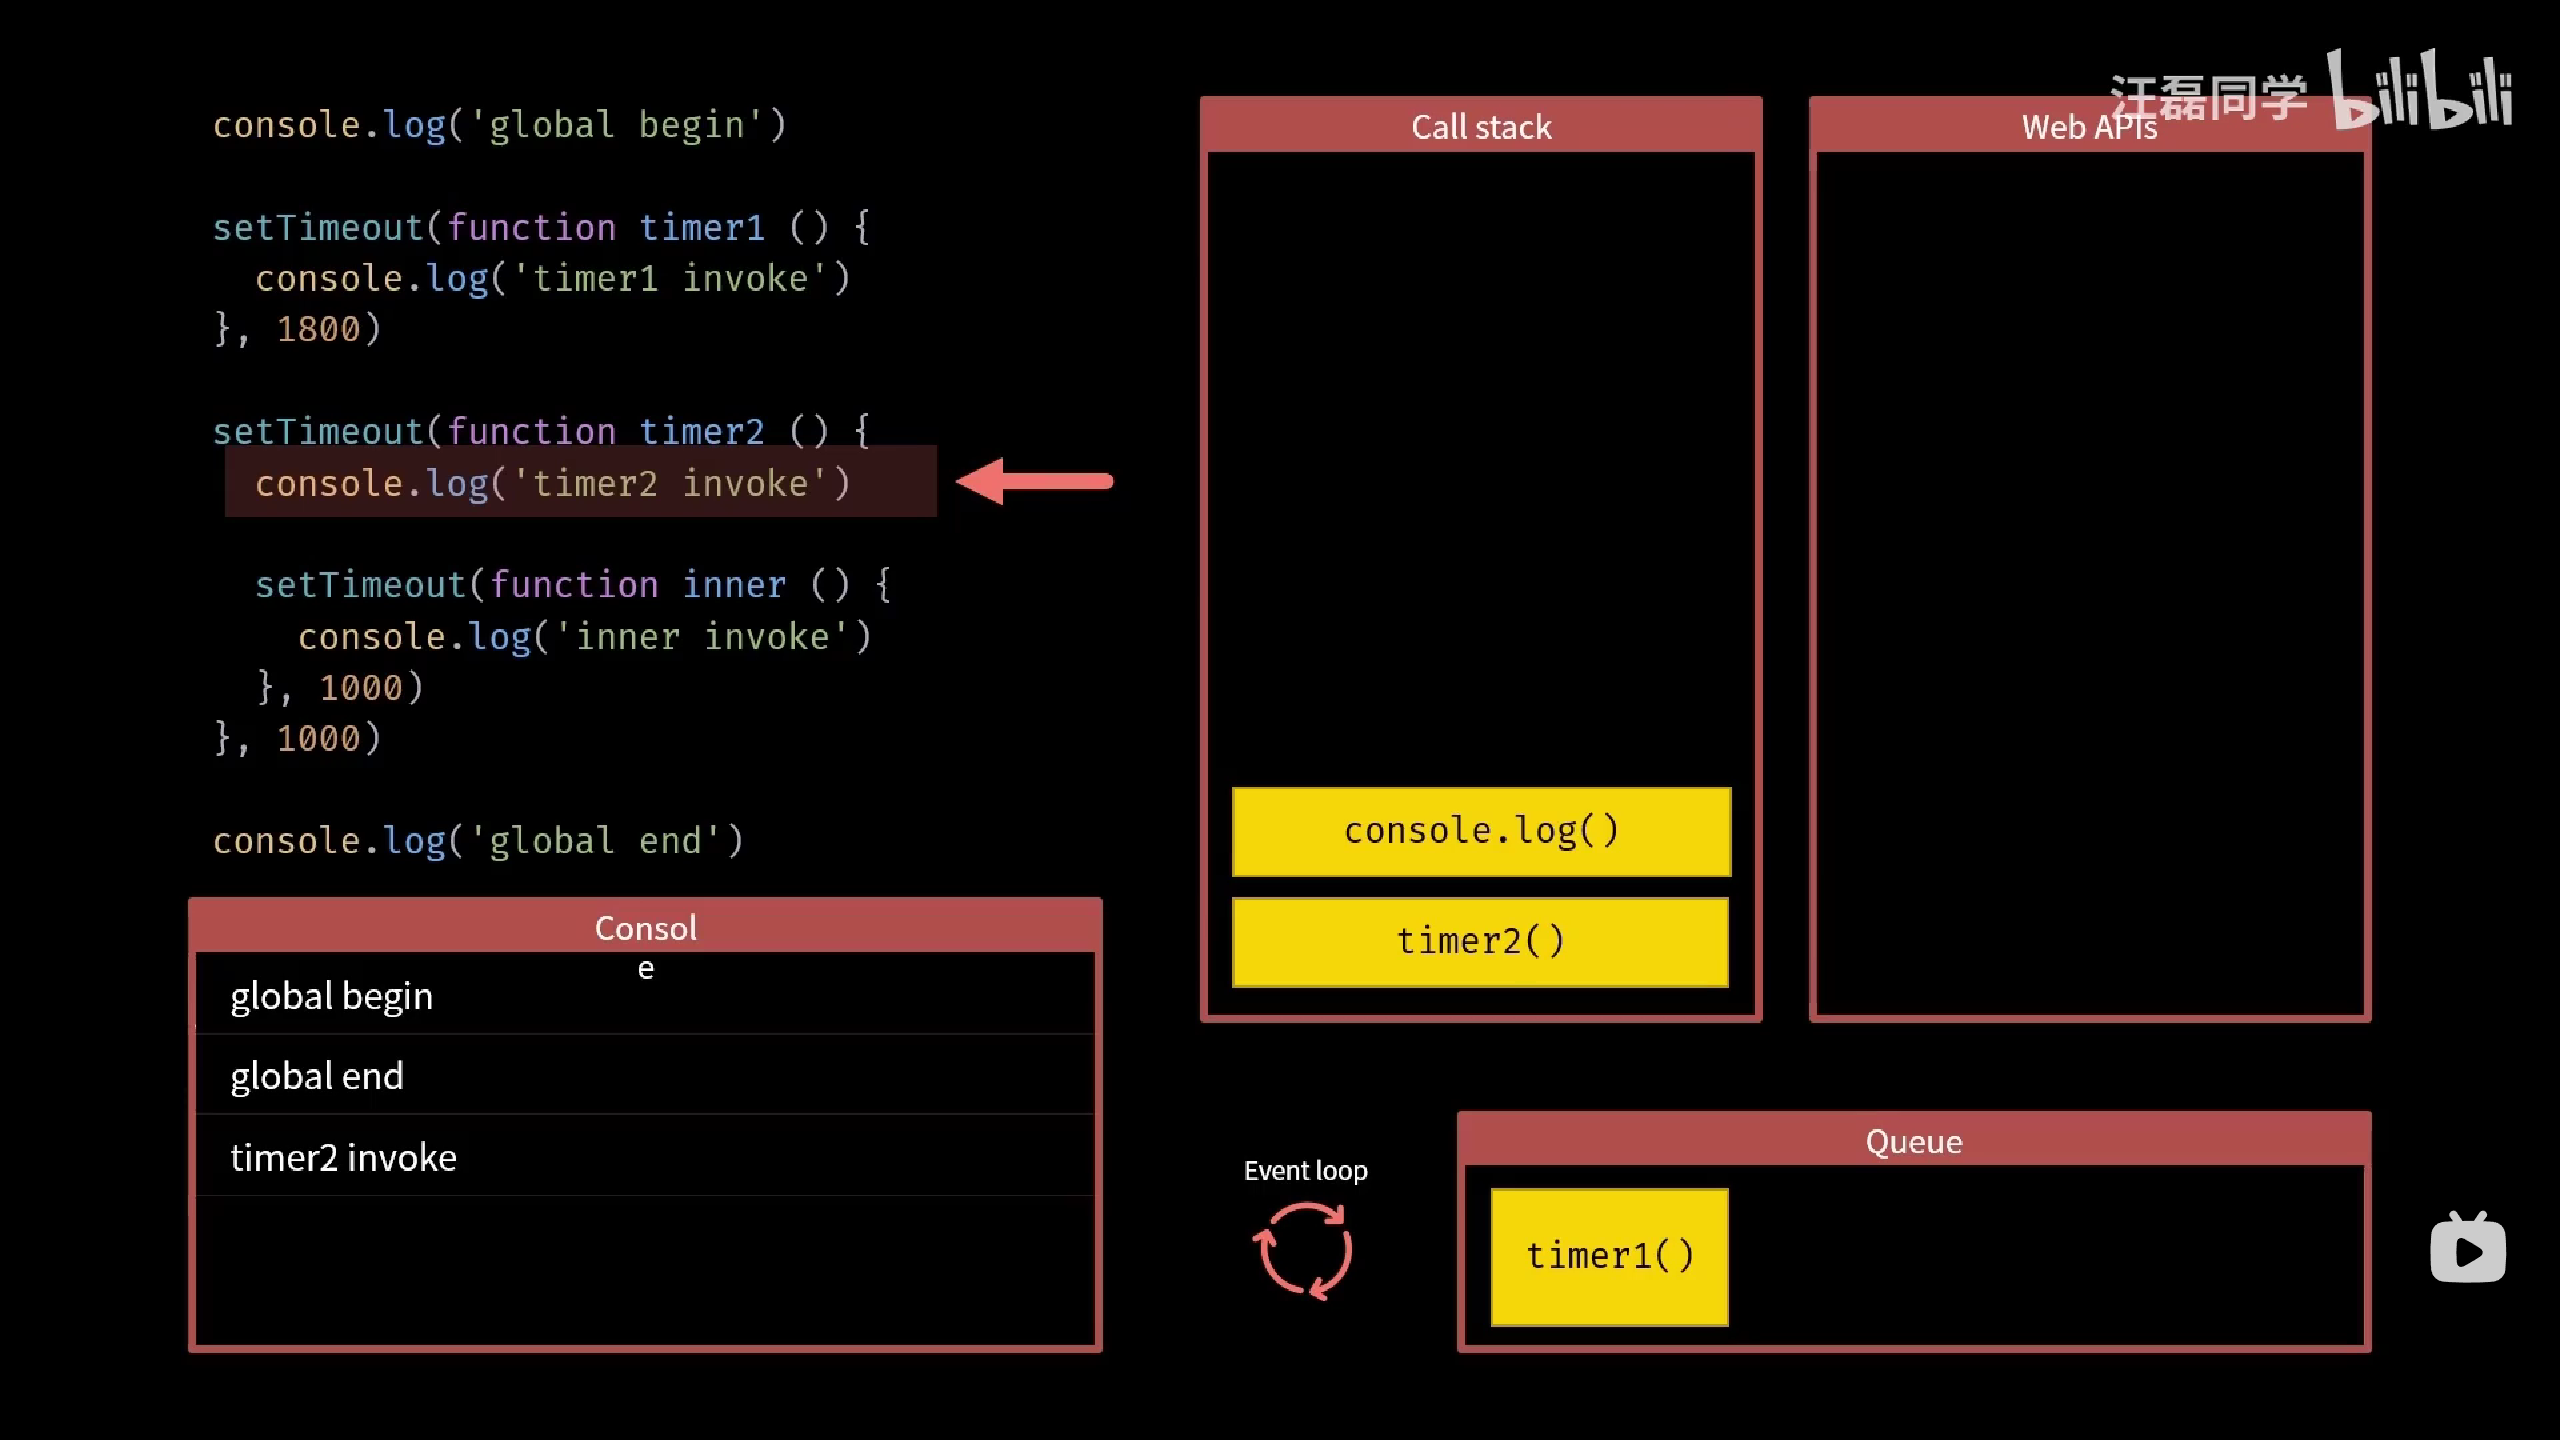 console.log('global begin')
setTimeout(function timer1 () {
  console.log('timer1 invoke')
}, 1800)
setTimeout(function timer2 () {
  console.log('timer2 invoke')
  setTimeout(function inner () {
    console.log('inner invoke')
  }, 1000)
}, 1000)
console.log('global end')
Consol
e
global begin
global end
timer2 invoke
Call stack
console.log()
timer2()
汪磊同学 bilibili
Web APIs
Event loop
Queue
timer1()